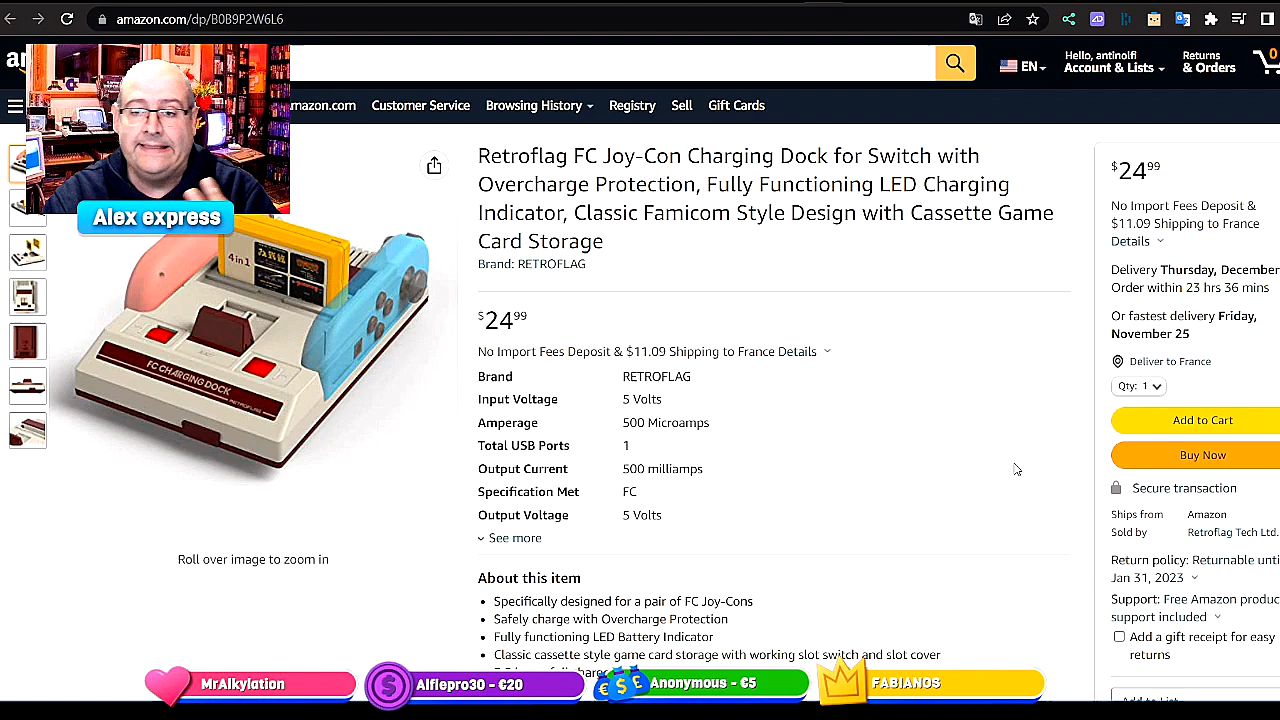 amazon.com/dp/B0B9P2W6L6
EN
Hello, antinolfi
Account & Lists
Returns
& Orders
0
mazon.com
Customer Service
Browsing History
Registry
Sell
Gift Cards
Alex express
4 in 1
FC CHARGING DOCK
RETROFLAG
Roll over image to zoom in
Retroflag FC Joy-Con Charging Dock for Switch with
Overcharge Protection, Fully Functioning LED Charging
Indicator, Classic Famicom Style Design with Cassette Game
Card Storage
Brand: RETROFLAG
$24.99
No Import Fees Deposit & $11.09 Shipping to France Details
Brand RETROFLAG
Input Voltage 5 Volts
Amperage 500 Microamps
Total USB Ports 1
Output Current 500 milliamps
Specification Met FC
Output Voltage 5 Volts
See more
About this item
• Specifically designed for a pair of FC Joy-Cons
• Safely charge with Overcharge Protection
• Fully functioning LED Battery Indicator
• Classic cassette style game card storage with working slot switch and slot cover
$24.99
No Import Fees Deposit &
$11.09 Shipping to France
Details
Delivery Thursday, December
Order within 23 hrs 36 mins
Or fastest delivery Friday,
November 25
Deliver to France
Qty: 1
Add to Cart
Buy Now
Secure transaction
Ships from Amazon
Sold by Retroflag Tech Ltd.
Return policy: Returnable until
Jan 31, 2023
Support: Free Amazon produc
support included
Add a gift receipt for easy
returns
MrAlkylation
Alfiepro30 - €20
Anonymous - €5
FABIANOS